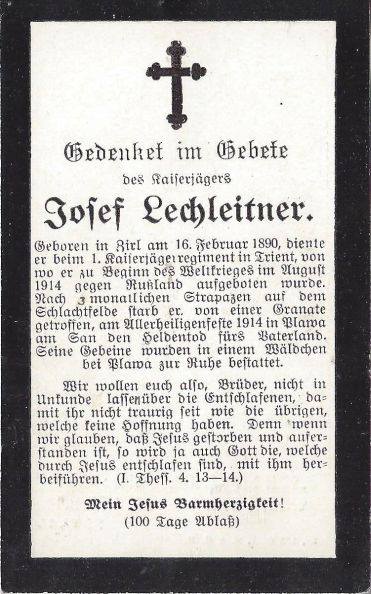 Gedenket im Gebete
des Kaiserjägers
Josef Lechleitner.
Geboren in Zirl am 16. Februar 1890, diente
er beim 1. Kaiserjägerregiment in Trient, von
wo er zu Beginn des Weltkrieges im August
1914 gegen Rußland aufgeboten wurde.
Nach 3 monatlichen Strapazen auf dem
Schlachtfelde starb er, von einer Granate
getroffen, am Allerheiligenfeste 1914 in Plawa
am San den Heldentod fürs Vaterland.
Seine Gebeine wurden in einem Wäldchen
bei Plawa zur Ruhe bestattet.
Wir wollen euch also, Brüder, nicht in
Unkunde lassen über die Entschlafenen, da-
mit ihr nicht traurig seit wie die übrigen,
welche keine Hoffnung haben. Denn wenn
wir glauben, daß Jesus gestorben und aufer-
standen ist, so wird ja auch Gott die, welche
durch Jesus entschlafen sind, mit ihm her-
beiführen. (I. Thess. 4. 13—14.)
Mein Jesus Barmherzigkeit!
(100 Tage Ablaß)